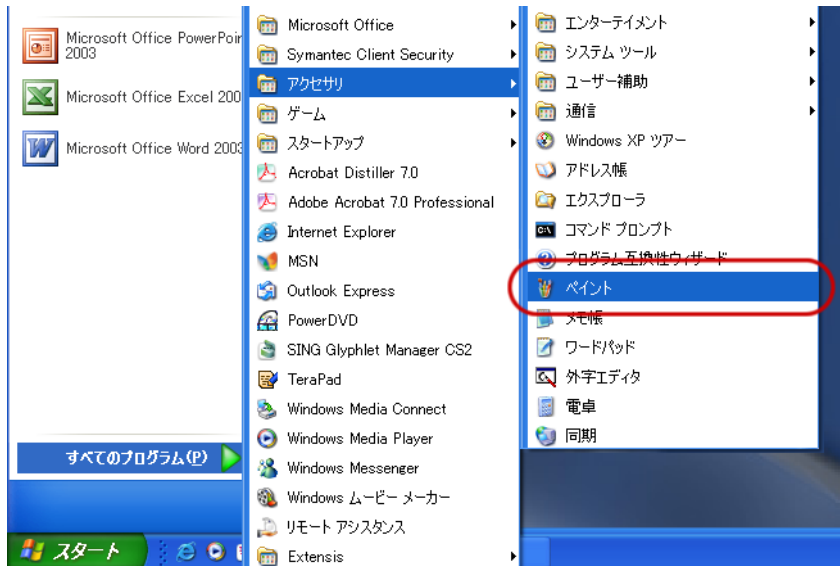 Microsoft Office PowerPoin
2003
Microsoft Office Excel 200
Microsoft Office Word 2003
すべてのプログラム(P)
スタート
Microsoft Office
Symantec Client Security
アクセサリ
ゲーム
スタートアップ
Acrobat Distiller 7.0
Adobe Acrobat 7.0 Professional
Internet Explorer
MSN
Outlook Express
PowerDVD
SING Glyphlet Manager CS2
TeraPad
Windows Media Connect
Windows Media Player
Windows Messenger
Windows ムービー メーカー
リモート アシスタンス
Extensis
エンターテイメント
システム ツール
ユーザー補助
通信
Windows XP ツアー
アドレス帳
エクスプローラ
コマンド プロンプト
プログラム互換性ウィザード
ペイント
メモ帳
ワードパッド
外字エディタ
電卓
同期